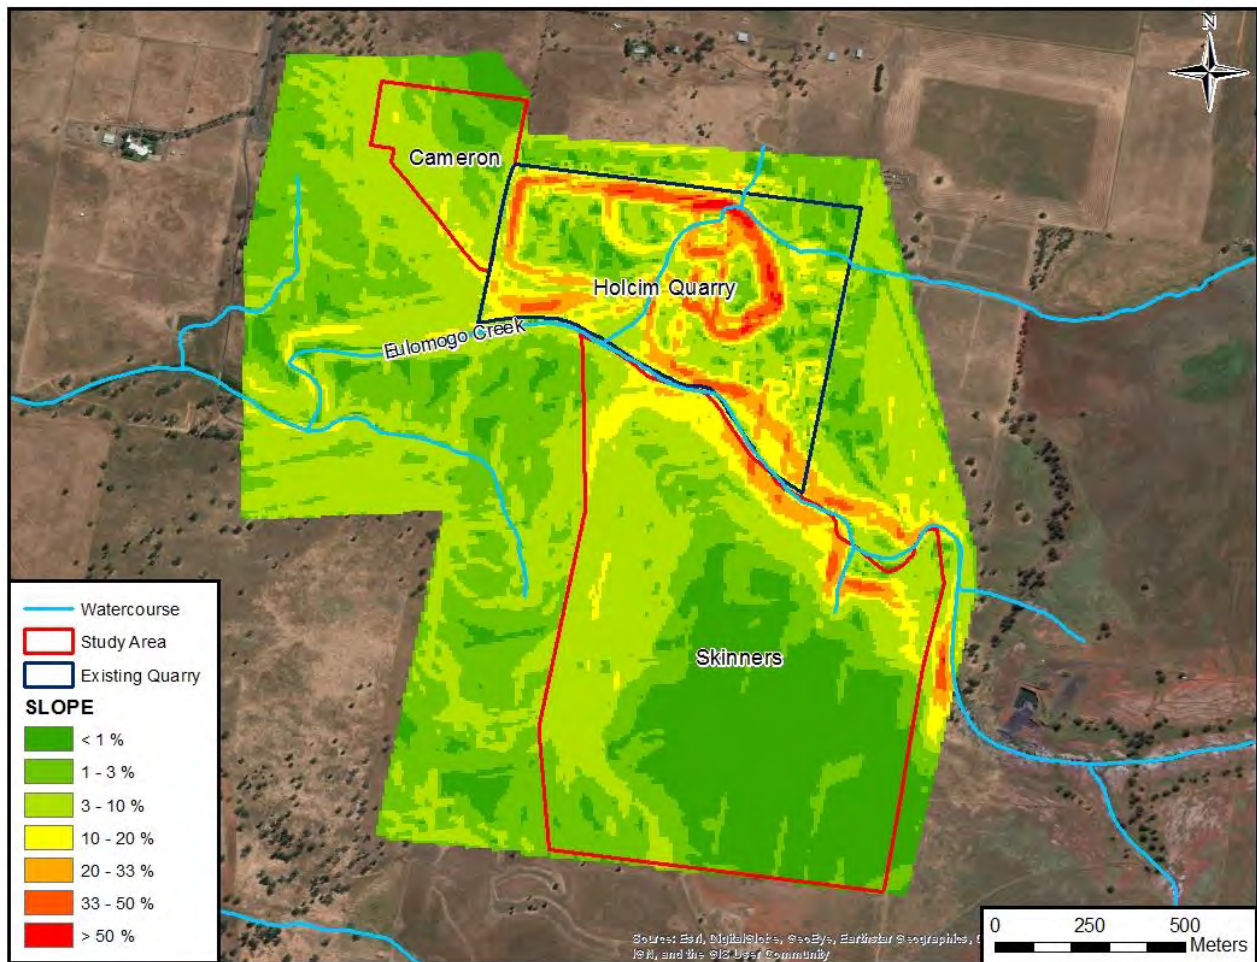 N
Cameron
Holcim Quarry
Eulomogo Creek
Skinners
Watercourse
Study Area
Existing Quarry
SLOPE
< 1 %
1 - 3 %
3 - 10 %
10 - 20 %
20 - 33 %
33 - 50 %
> 50 %
0 250 500
Meters
Source: Esri, DigitalGlobe, GeoEye, Earthstar Geographics,
IGN, and the GIS User Community